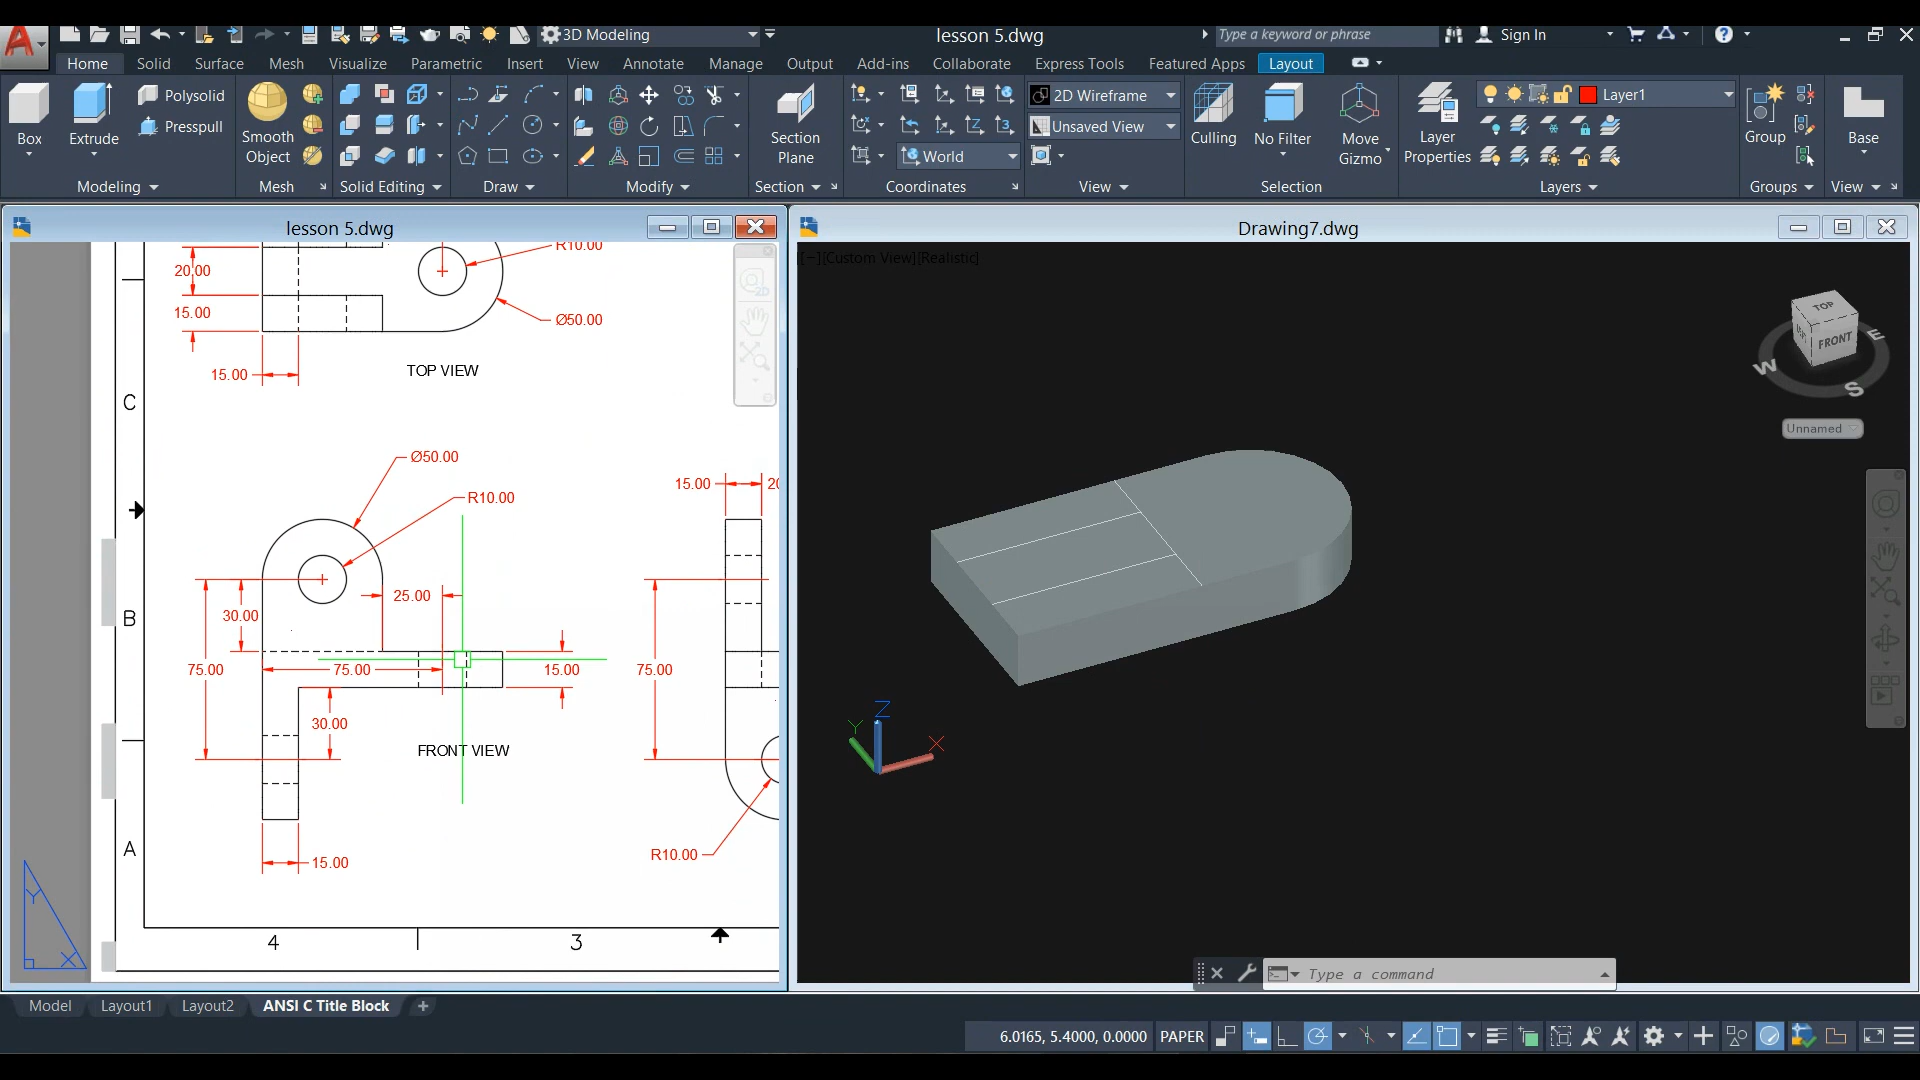 3D Modeling
lesson 5.dwg
Type a keyword or phrase
Sign In
Home
Solid
Surface
Mesh
Visualize
Parametric
Insert
View
Annotate
Manage
Output
Add-ins
Collaborate
Express Tools
Featured Apps
Layout
Box
Extrude
Polysolid
Presspull
Smooth
Object
World
Section
Plane
2D Wireframe
Unsaved View
Culling
No Filter
Move
Gizmo
Layer
Properties
Layer1
Group
Base
Modeling
Mesh
Solid Editing
Draw
Modify
Section
Coordinates
View
Selection
Layers
Groups
View
lesson 5.dwg
Drawing7.dwg
[−][Custom View][Realistic]
R10.00
20.00
15.00
Ø50.00
15.00
TOP VIEW
C
Ø50.00
R10.00
15.00
25.00
30.00
B
75.00
75.00
15.00
75.00
30.00
FRONT VIEW
A
15.00
R10.00
4
3
Y
X
2D
TOP
FRONT
W
E
S
Unnamed
Z
Y
X
Type a command
Model
Layout1
Layout2
ANSI C Title Block
6.0165, 5.4000, 0.0000
PAPER